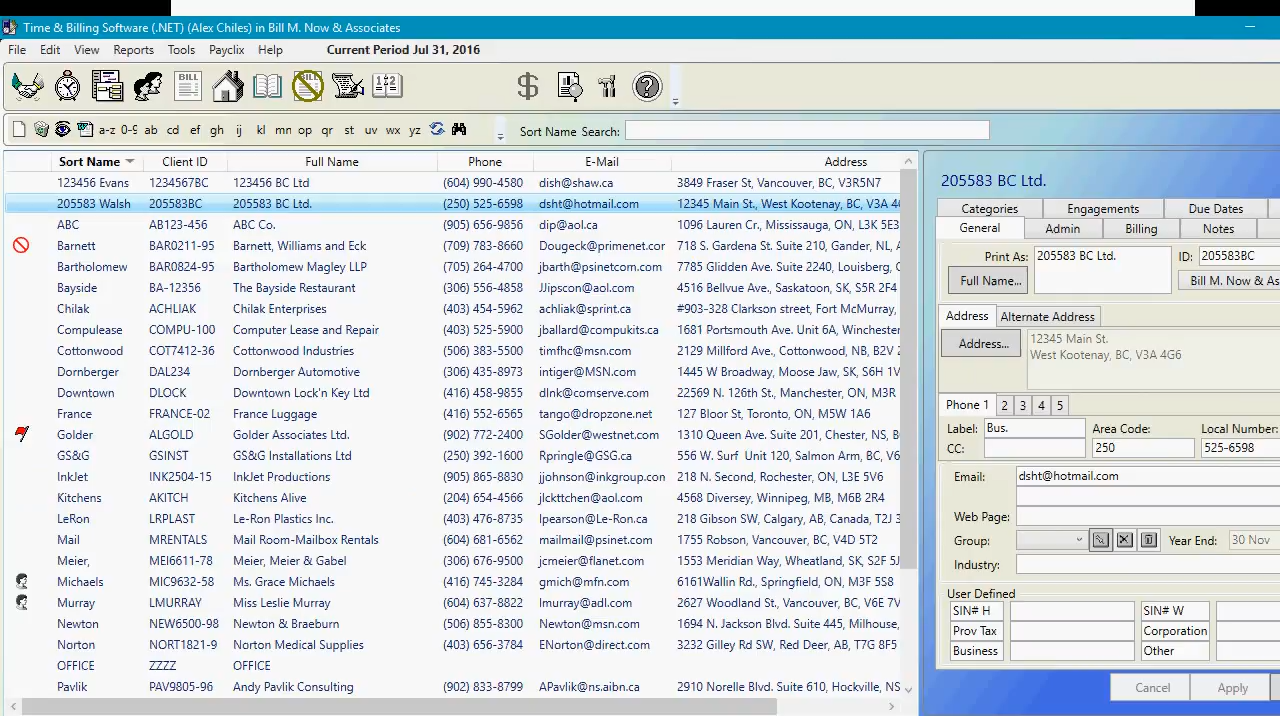 Time & Billing Software (.NET) (Alex Chiles) in Bill M. Now & Associates
File Edit View Reports Tools Payclix Help Current Period Jul 31, 2016
BILL BILL
a-z 0-9 ab cd ef gh ij kl mn op qr st uv wx yz Sort Name Search:
Sort Name Client ID Full Name Phone E-Mail Address
123456 Evans 1234567BC 123456 BC Ltd (604) 990-4580 dish@shaw.ca 3849 Fraser St, Vancouver, BC, V3R5N7
205583 Walsh 205583BC 205583 BC Ltd. (250) 525-6598 dsht@hotmail.com 12345 Main St., West Kootenay, BC, V3A 4G
ABC AB123-456 ABC Co. (905) 656-3859 dip@aol.ca 1096 Lauren Cr., Mississauga, ON, L5E 3E
Barnett BAR0211-95 Barnett, Williams and Eck (709) 783-8660 Dougeck@primenet.cor 718 S. Gardena St. Suite 210, Gander, NL, A
Bartholomew BAR0824-95 Bartholomew Magley LLP (705) 264-4700 jbarth@psinetcom.com 7785 Glidden Ave. Suite 2240, Louisburg,
Bayside BA-12356 The Bayside Restaurant (306) 556-4856 JJipscon@aol.com 4516 Bellvue Ave., Saskatoon, SK, S5R 2F4
Chilak ACHLIAK Chilak Enterprises (403) 454-5962 achliak@sprint.ca #903-328 Clarkson street, Fort McMurray,
Compulease COMPU-100 Computer Lease and Repair (403) 525-5900 jballard@compukits.ca 1681 Portsmouth Ave. Unit 6A, Winchester
Cottonwood COT7412-36 Cottonwood Industries (506) 383-5500 timfhc@msn.com 2129 Millford Ave., Cottonwood, NB, B2V
Dornberger DAL234 Dornberger Automotive (306) 435-8973 intiger@MSN.com 1445 W Broadway, Moose Jaw, SK, S6H 1V
Downtown DLOCK Downtown Lock'n Key Ltd (416) 458-9855 dlnk@comserve.com 22569 N. 126th St., Manchester, ON, M3R
France FRANCE-02 France Luggage (416) 552-6565 tango@dropzone.net 127 Bloor St, Toronto, ON, M5W 1A6
Golder ALGOLD Golder Associates Ltd. (902) 772-2400 SGolder@westnet.com 1310 Queen Ave. Suite 201, Chester, NS, B
GS&G GSINST GS&G Installations Ltd (250) 392-1600 Rpringle@GSG.ca 556 W. Surf Unit 120, Salmon Arm, BC, V6
InkJet INK2504-15 InkJet Productions (905) 865-8830 jjohnson@inkgroup.con 218 N. Second, Rochester, ON, L3E 5V6
Kitchens AKITCH Kitchens Alive (204) 654-4566 jlckttchen@aol.com 4568 Diversey, Winnipeg, MB, M6B 2R4
LeRon LRPLAST Le-Ron Plastics Inc. (403) 476-8735 lpearson@Le-Ron.ca 218 Gibson SW, Calgary, AB, Canada, T2J 3
Mail MRENTALS Mail Room-Mailbox Rentals (604) 681-6562 mailmail@psinet.com 1755 Robson, Vancouver, BC, V4D 5T2
Meier, MEI6611-78 Meier, Meier & Gabel (306) 676-9500 jcmeier@flanet.com 1553 Meridian Way, Wheatland, SK, S2F 5J
Michaels MIC9632-58 Ms. Grace Michaels (416) 745-3284 gmich@mfn.com 6161Wallin Rd., Springfield, ON, M3F 5S8
Murray LMURRAY Miss Leslie Murray (604) 637-8822 lmurray@adl.com 2627 Woodland St., Vancouver, BC, V6E 7V
Newton NEW6500-98 Newton & Braeburn (506) 855-8300 Newton@msn.com 1694 N. Jackson Blvd. Suite 445, Milhouse,
Norton NORT1821-9 Norton Medical Supplies (403) 656-3784 ENorton@direct.com 3232 Gilley Rd SW, Red Deer, AB, T7G 8F5
OFFICE ZZZZ OFFICE
Pavlik PAV9805-96 Andy Pavlik Consulting (902) 833-8799 APavlik@ns.aibn.ca 2910 Norelle Blvd. Suite 610, Hockville, NS
205583 BC Ltd.
Categories Engagements Due Dates
General Admin Billing Notes
Print As: 205583 BC Ltd. ID: 205583BC
Full Name... Bill M. Now & As
Address Alternate Address
Address... 12345 Main St.
West Kootenay, BC, V3A 4G6
Phone 1 2 3 4 5
Label: Bus. Area Code: Local Number:
CC: 250 525-6598
Email: dsht@hotmail.com
Web Page:
Group: Year End: 30 Nov
Industry:
User Defined
SIN# H SIN# W
Prov Tax Corporation
Business Other
Cancel Apply